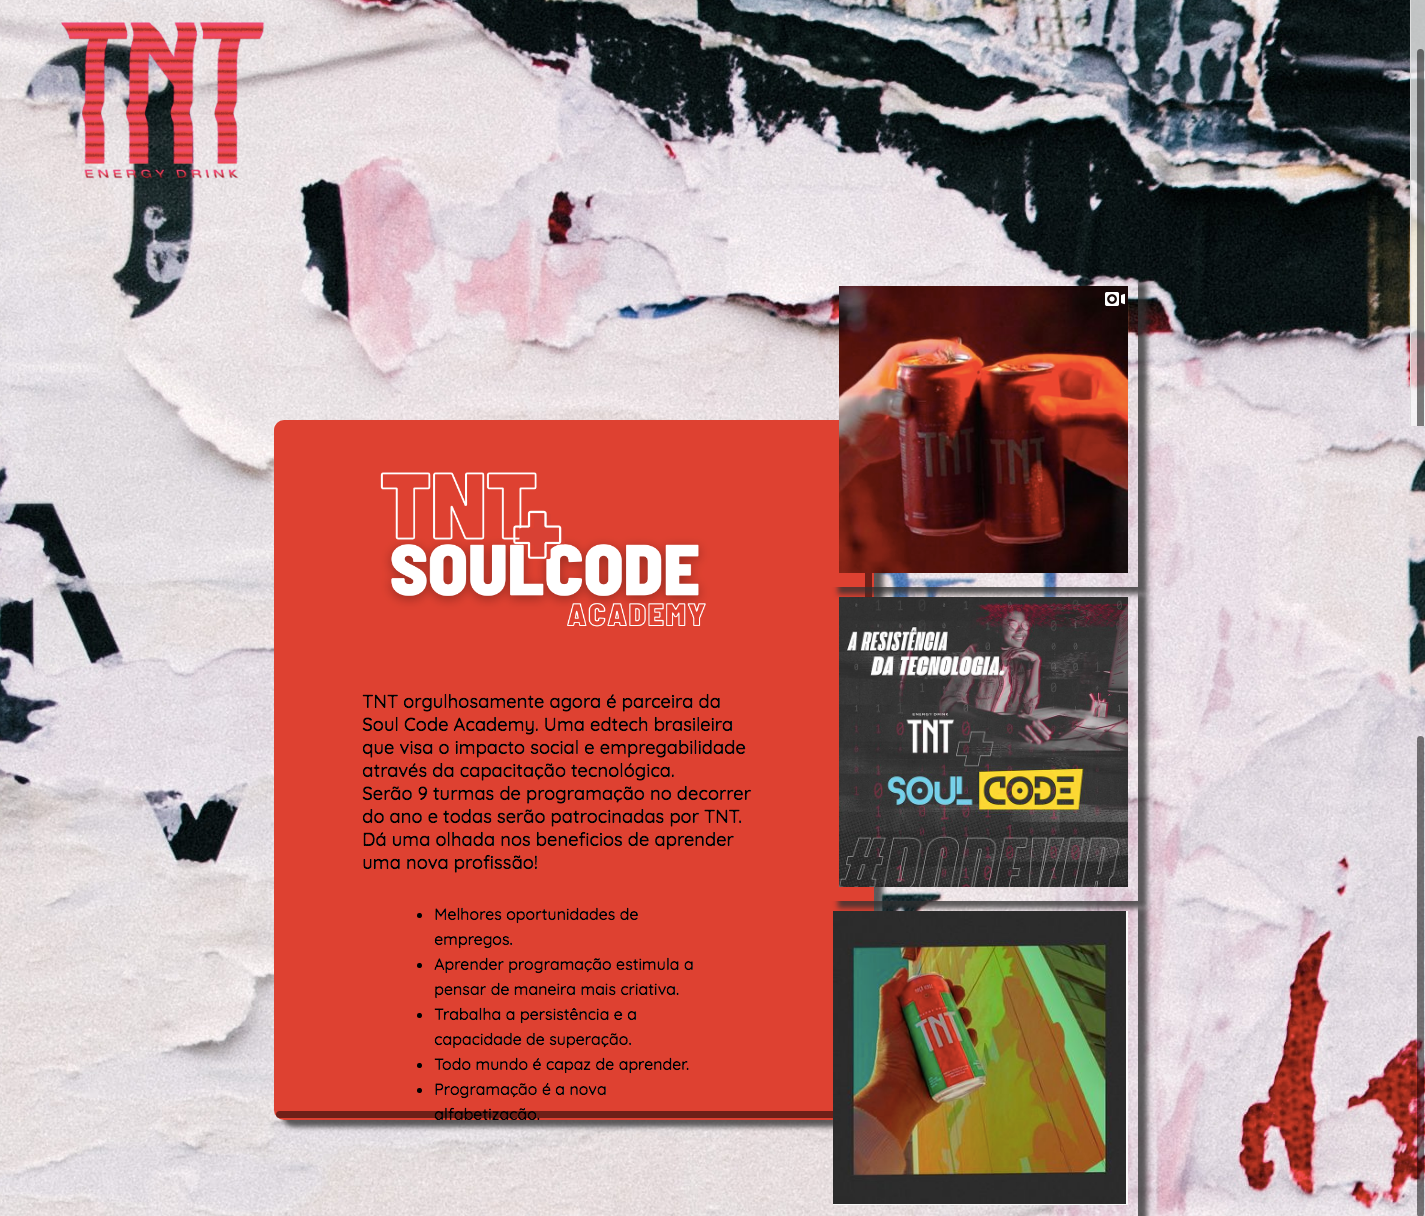 TNT
ENERGY DRINK
TNT+
SOULCODE
ACADEMY
TNT orgulhosamente agora é parceira da
Soul Code Academy. Uma edtech brasileira
que visa o impacto social e empregabilidade
através da capacitação tecnológica.
Serão 9 turmas de programação no decorrer
do ano e todas serão patrocinadas por TNT.
Dá uma olhada nos beneficios de aprender
uma nova profissão!
• Melhores oportunidades de
empregos.
• Aprender programação estimula a
pensar de maneira mais criativa.
• Trabalha a persistência e a
capacidade de superação.
• Todo mundo é capaz de aprender.
• Programação é a nova
alfabetização.
TNT TNT
A RESISTÊNCIA
DA TECNOLOGIA.
ENERGY DRINK
TNT+
SOUL CODE
TNT